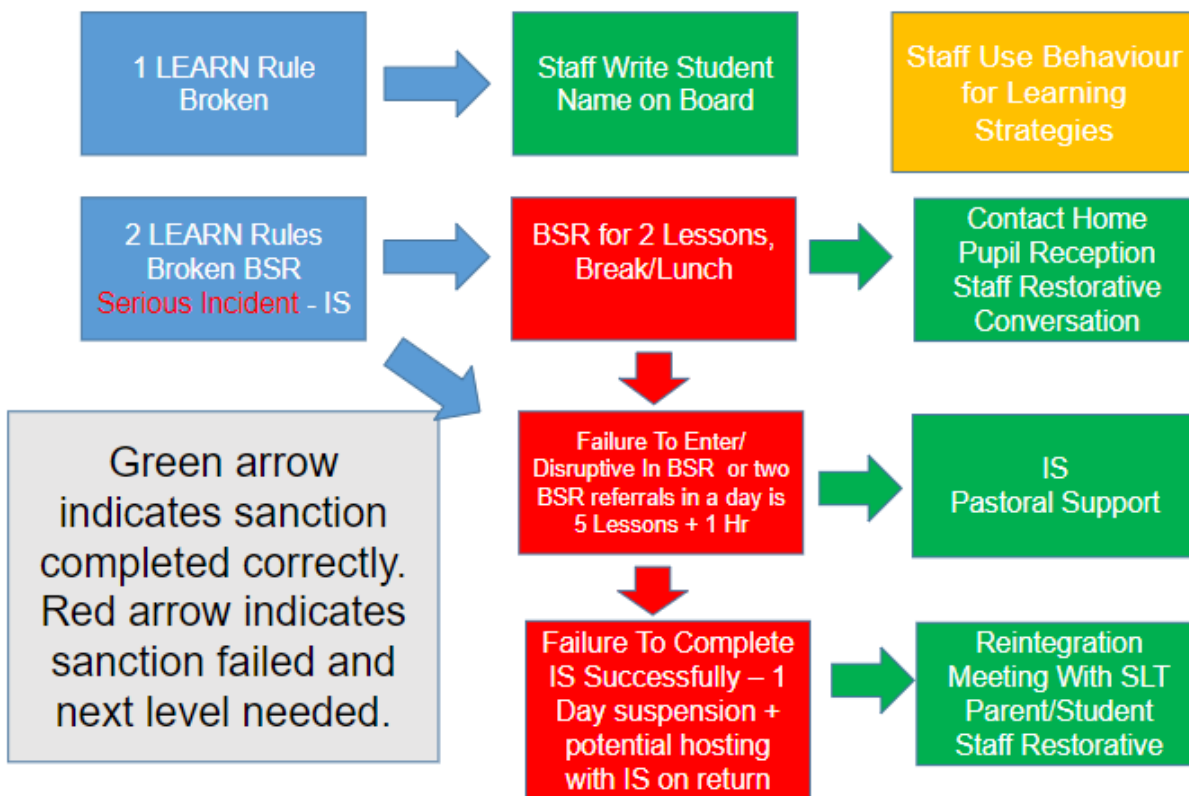 1 LEARN Rule
Broken
Staff Write Student
Name on Board
Staff Use Behaviour
for Learning
Strategies
2 LEARN Rules
Broken BSR
Serious Incident - IS
BSR for 2 Lessons,
Break/Lunch
Contact Home
Pupil Reception
Staff Restorative
Conversation
Green arrow
indicates sanction
completed correctly.
Red arrow indicates
sanction failed and
next level needed.
Failure To Enter/
Disruptive In BSR or two
BSR referrals in a day is
5 Lessons + 1 Hr
IS
Pastoral Support
Failure To Complete
IS Successfully – 1
Day suspension +
potential hosting
with IS on return
Reintegration
Meeting With SLT
Parent/Student
Staff Restorative